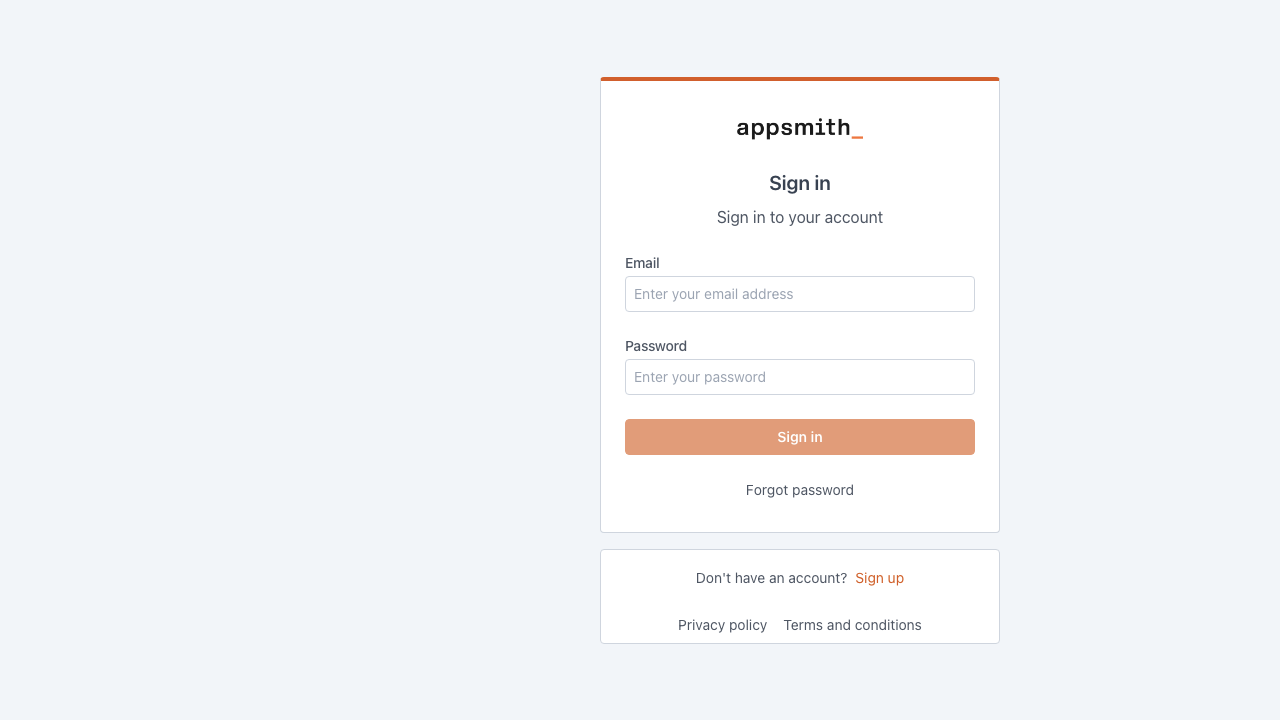 appsmith_
Sign in
Sign in to your account
Email
Enter your email address
Password
Enter your password
Sign in
Forgot password
Don't have an account? Sign up
Privacy policy Terms and conditions